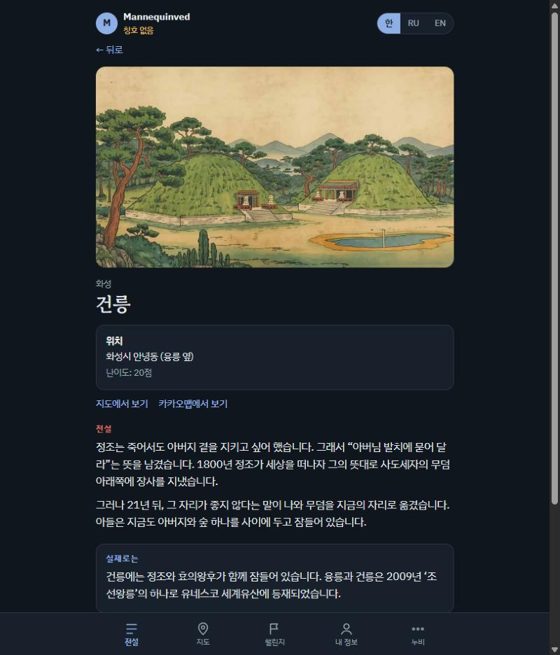 M
Mannequinved
칭호 없음
한 RU EN
← 뒤로
화성
건릉
위치
화성시 안녕동 (융릉 옆)
난이도: 20점
지도에서 보기 카카오맵에서 보기
전설
정조는 죽어서도 아버지 곁을 지키고 싶어 했습니다. 그래서 “아버님 발치에 묻어 달
라”는 뜻을 남겼습니다. 1800년 정조가 세상을 떠나자 그의 뜻대로 사도세자의 무덤
아래쪽에 장사를 지냈습니다.
그러나 21년 뒤, 그 자리가 좋지 않다는 말이 나와 무덤을 지금의 자리로 옮겼습니다.
아들은 지금도 아버지와 숲 하나를 사이에 두고 잠들어 있습니다.
실제로는
건릉에는 정조와 효의왕후가 함께 잠들어 있습니다. 융릉과 건릉은 2009년 ‘조
선왕릉’의 하나로 유네스코 세계유산에 등재되었습니다.
전설 지도 챌린지 내 정보 누비